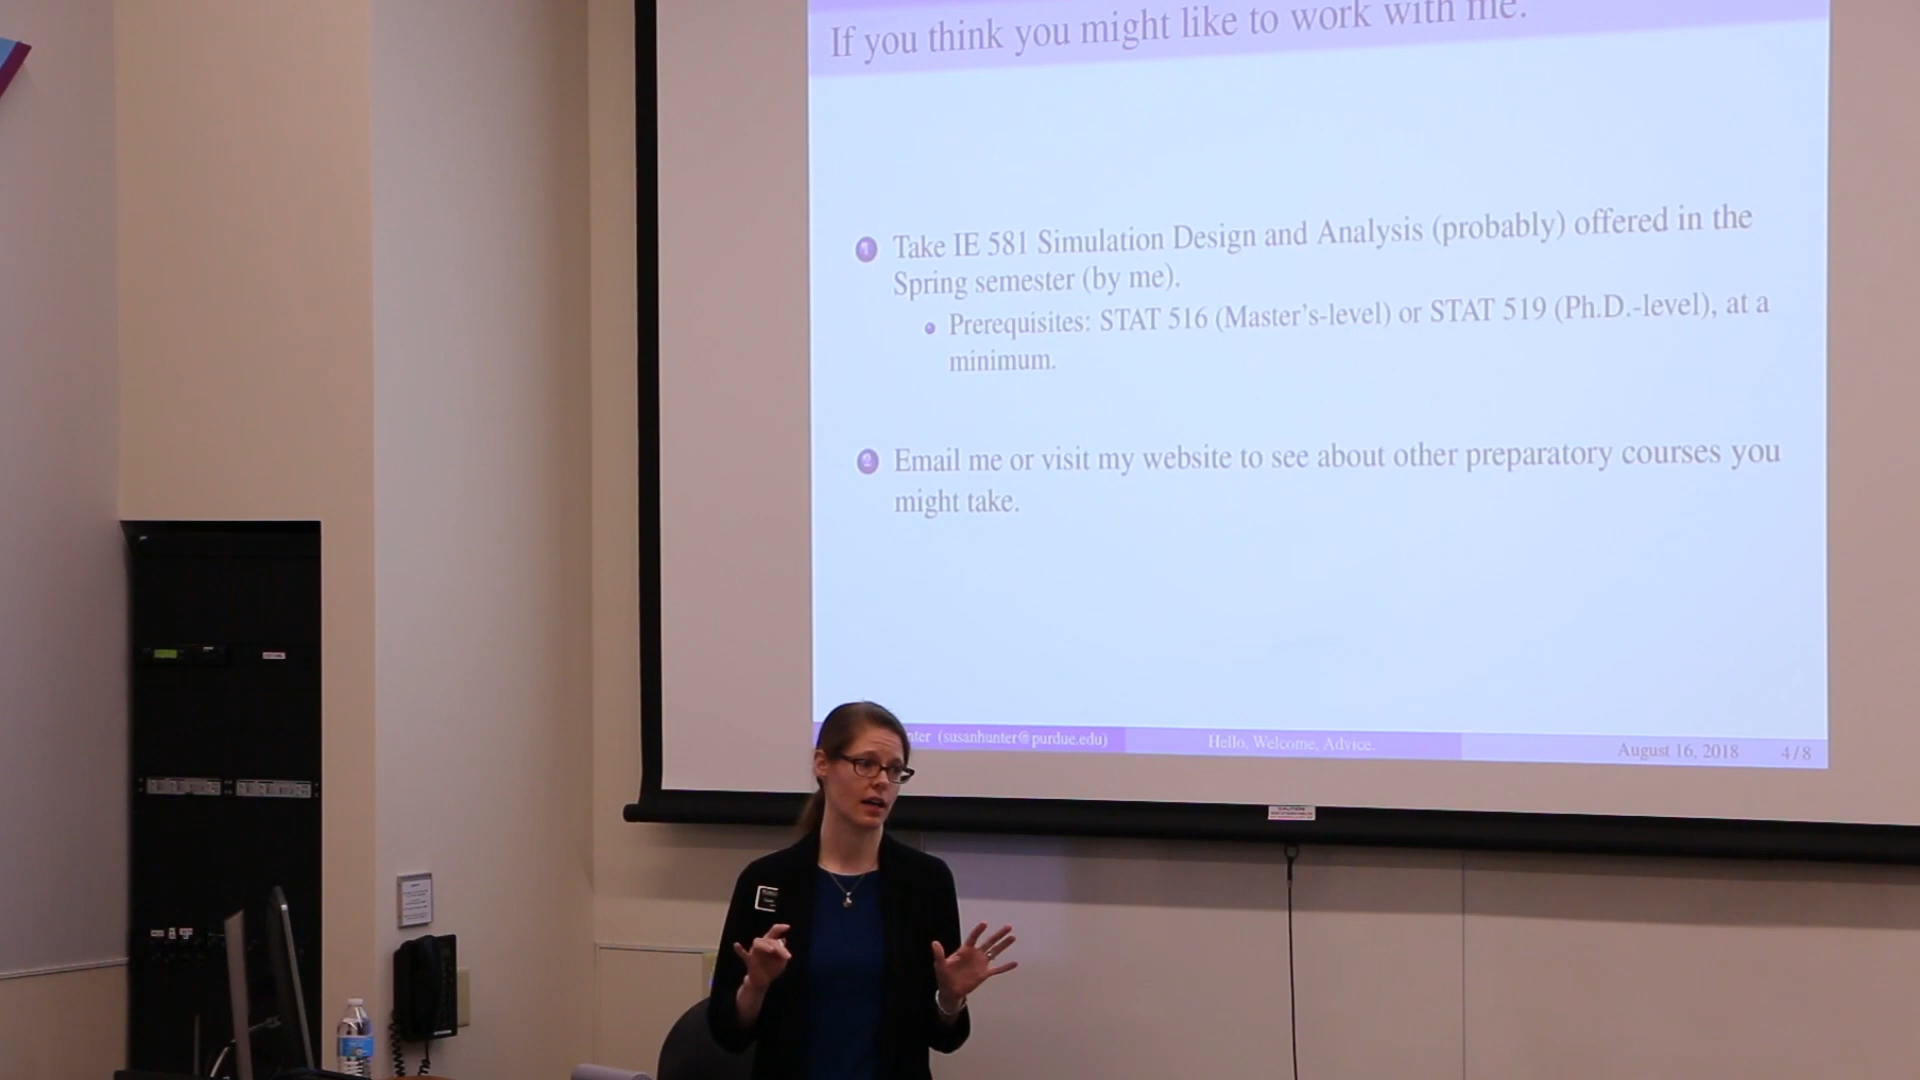 If you think you might like to work with me.
1 Take IE 581 Simulation Design and Analysis (probably) offered in the
Spring semester (by me).
Prerequisites: STAT 516 (Master's-level) or STAT 519 (Ph.D.-level), at a
minimum.
2 Email me or visit my website to see about other preparatory courses you
might take.
nter (susanhunter@purdue.edu) Hello, Welcome, Advice. August 16, 2018 4 / 8